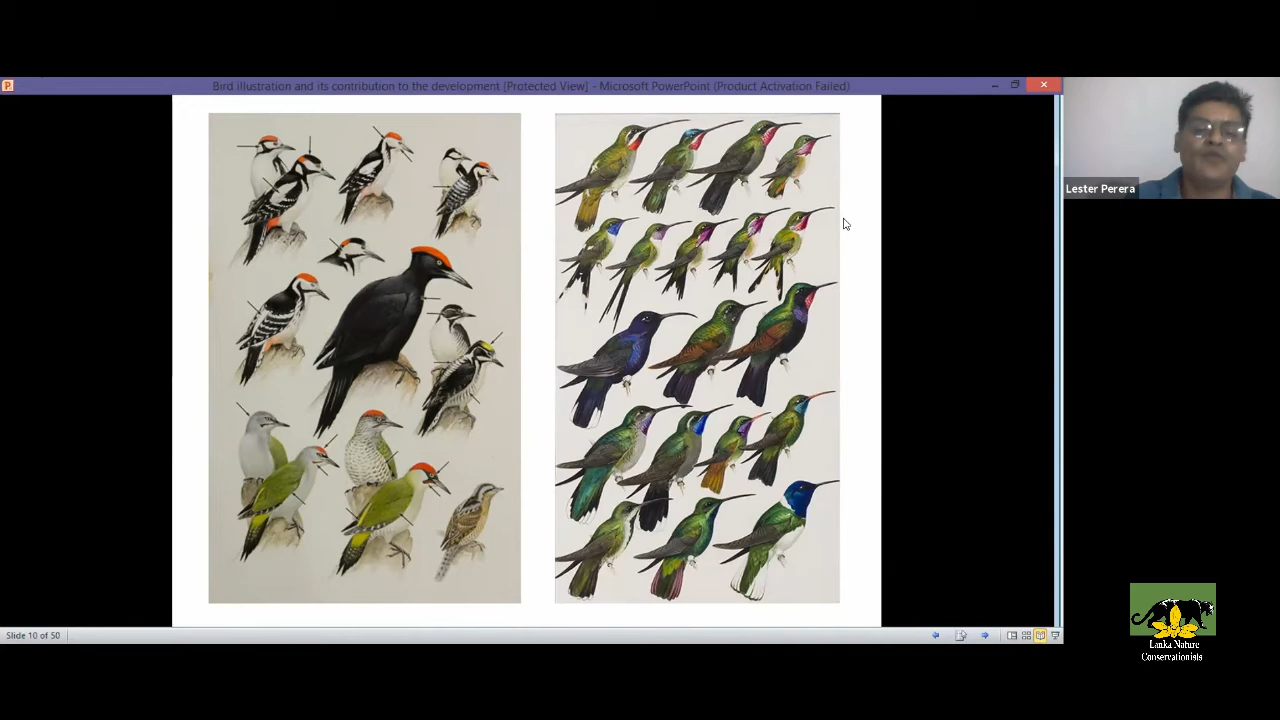 Bird illustration and its contribution to the development [Protected View] - Microsoft PowerPoint (Product Activation Failed)
Lester Perera
Slide 10 of 50
Lanka Nature
Conservationists